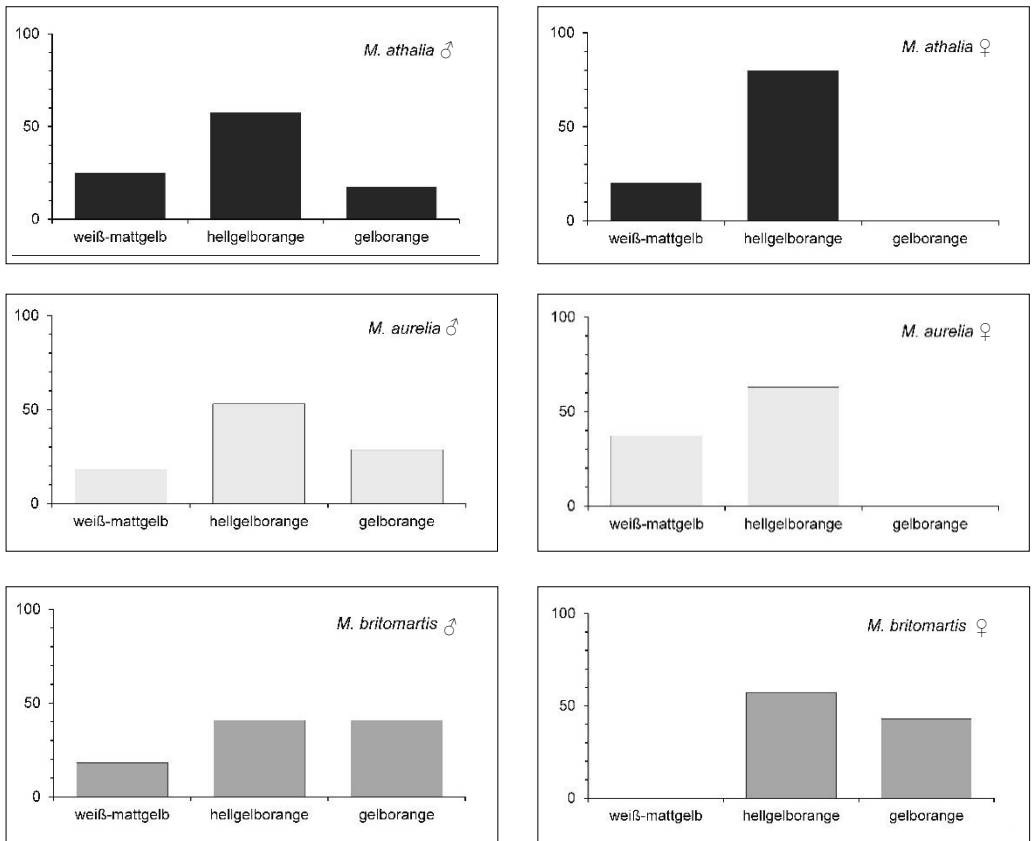 M. athalia ♂
100
50
0
weiß-mattgelb hellgelborange gelborange
M. athalia ♀
100
50
0
weiß-mattgelb hellgelborange gelborange
M. aurelia ♂
100
50
0
weiß-mattgelb hellgelborange gelborange
M. aurelia ♀
100
50
0
weiß-mattgelb hellgelborange gelborange
M. britomartis ♂
100
50
0
weiß-mattgelb hellgelborange gelborange
M. britomartis ♀
100
50
0
weiß-mattgelb hellgelborange gelborange